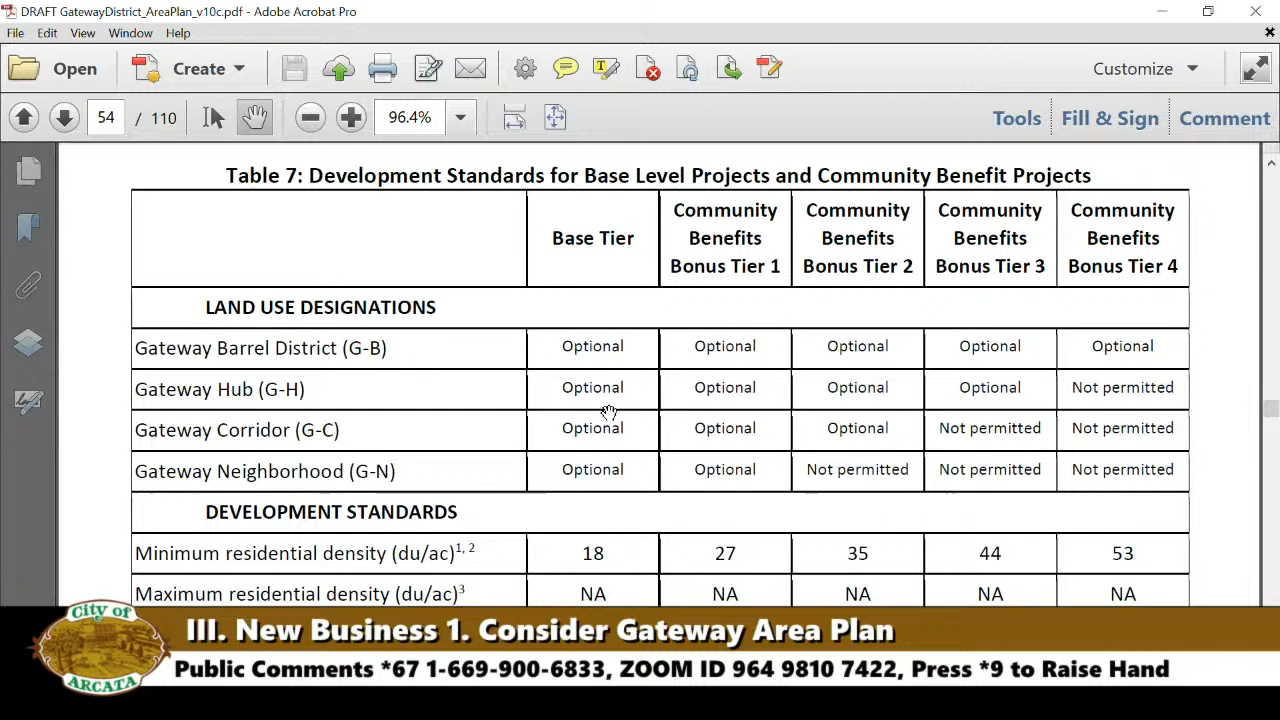 DRAFT GatewayDistrict_AreaPlan_v10c.pdf - Adobe Acrobat Pro
File Edit View Window Help
Open Create Customize
54 / 110 96.4% Tools Fill & Sign Comment
Table 7: Development Standards for Base Level Projects and Community Benefit Projects
Base Tier Community Benefits Bonus Tier 1 Community Benefits Bonus Tier 2 Community Benefits Bonus Tier 3 Community Benefits Bonus Tier 4
LAND USE DESIGNATIONS
Gateway Barrel District (G-B) Optional Optional Optional Optional Optional
Gateway Hub (G-H) Optional Optional Optional Optional Not permitted
Gateway Corridor (G-C) Optional Optional Optional Not permitted Not permitted
Gateway Neighborhood (G-N) Optional Optional Not permitted Not permitted Not permitted
DEVELOPMENT STANDARDS
Minimum residential density (du/ac)1, 2 18 27 35 44 53
Maximum residential density (du/ac)3 NA NA NA NA NA
City of
ARCATA
III. New Business 1. Consider Gateway Area Plan
Public Comments *67 1-669-900-6833, ZOOM ID 964 9810 7422, Press *9 to Raise Hand